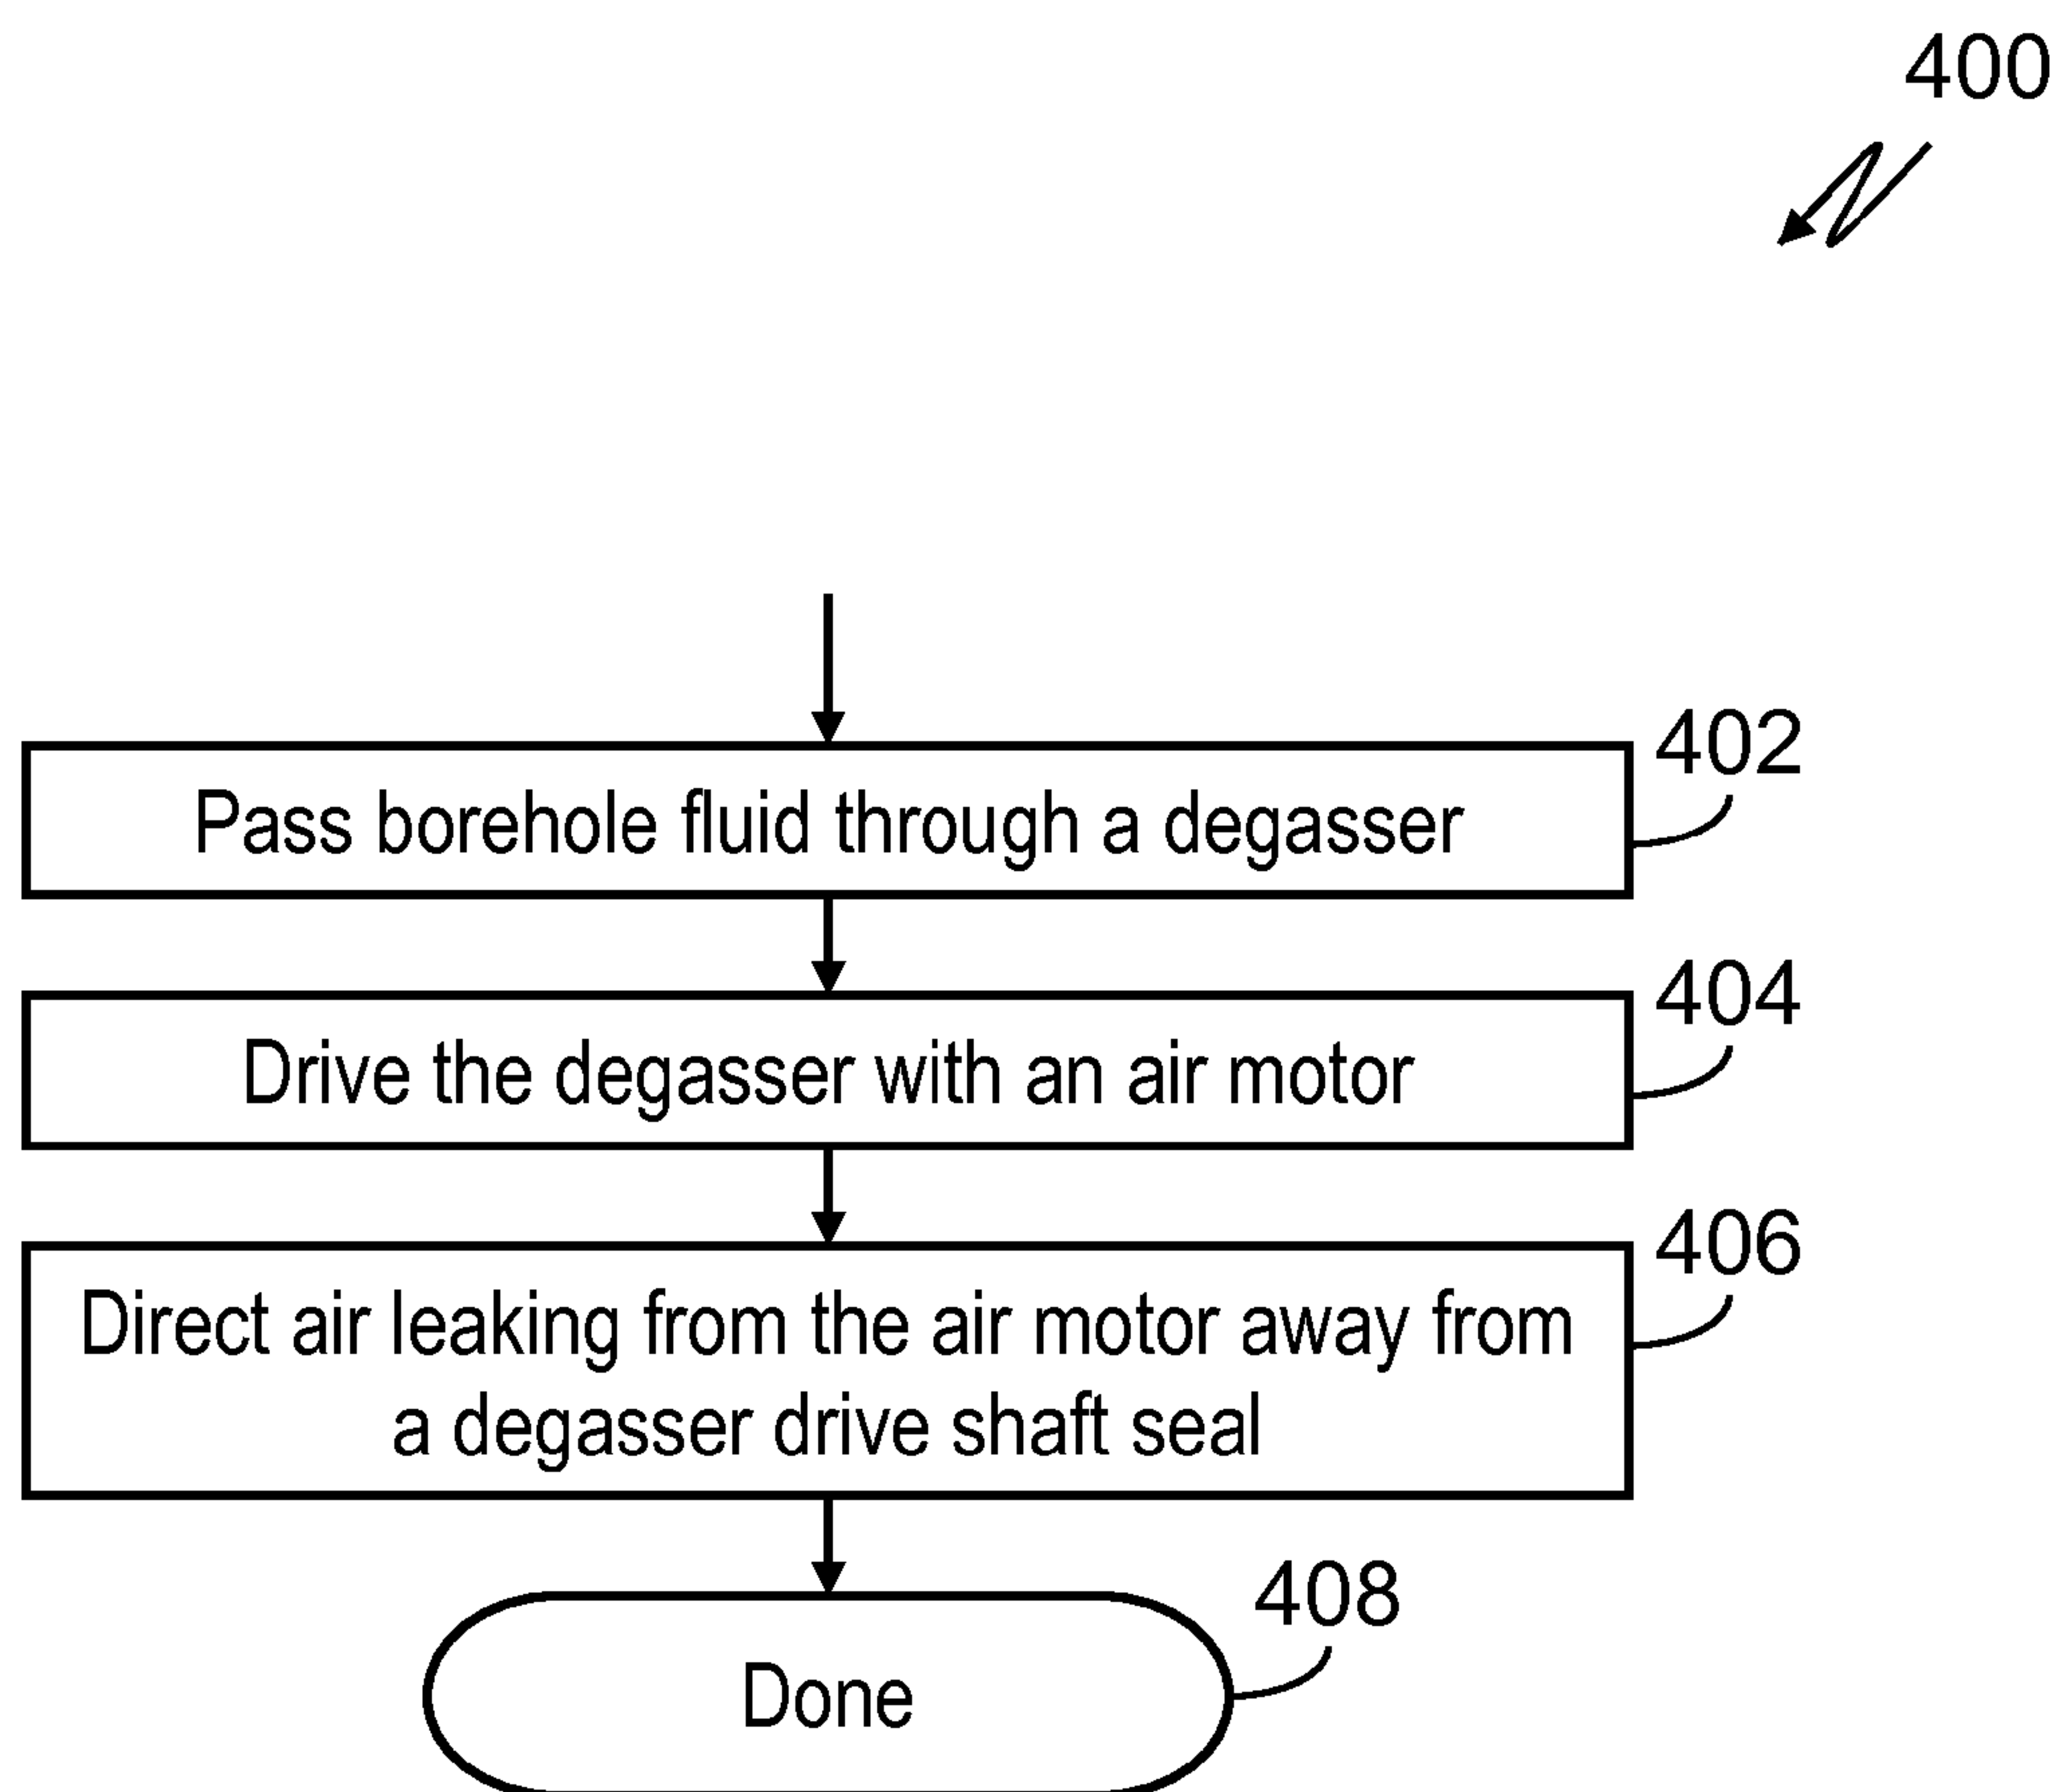 400
402
Pass borehole fluid through a degasser
404
Drive the degasser with an air motor
406
Direct air leaking from the air motor away from
a degasser drive shaft seal
408
Done